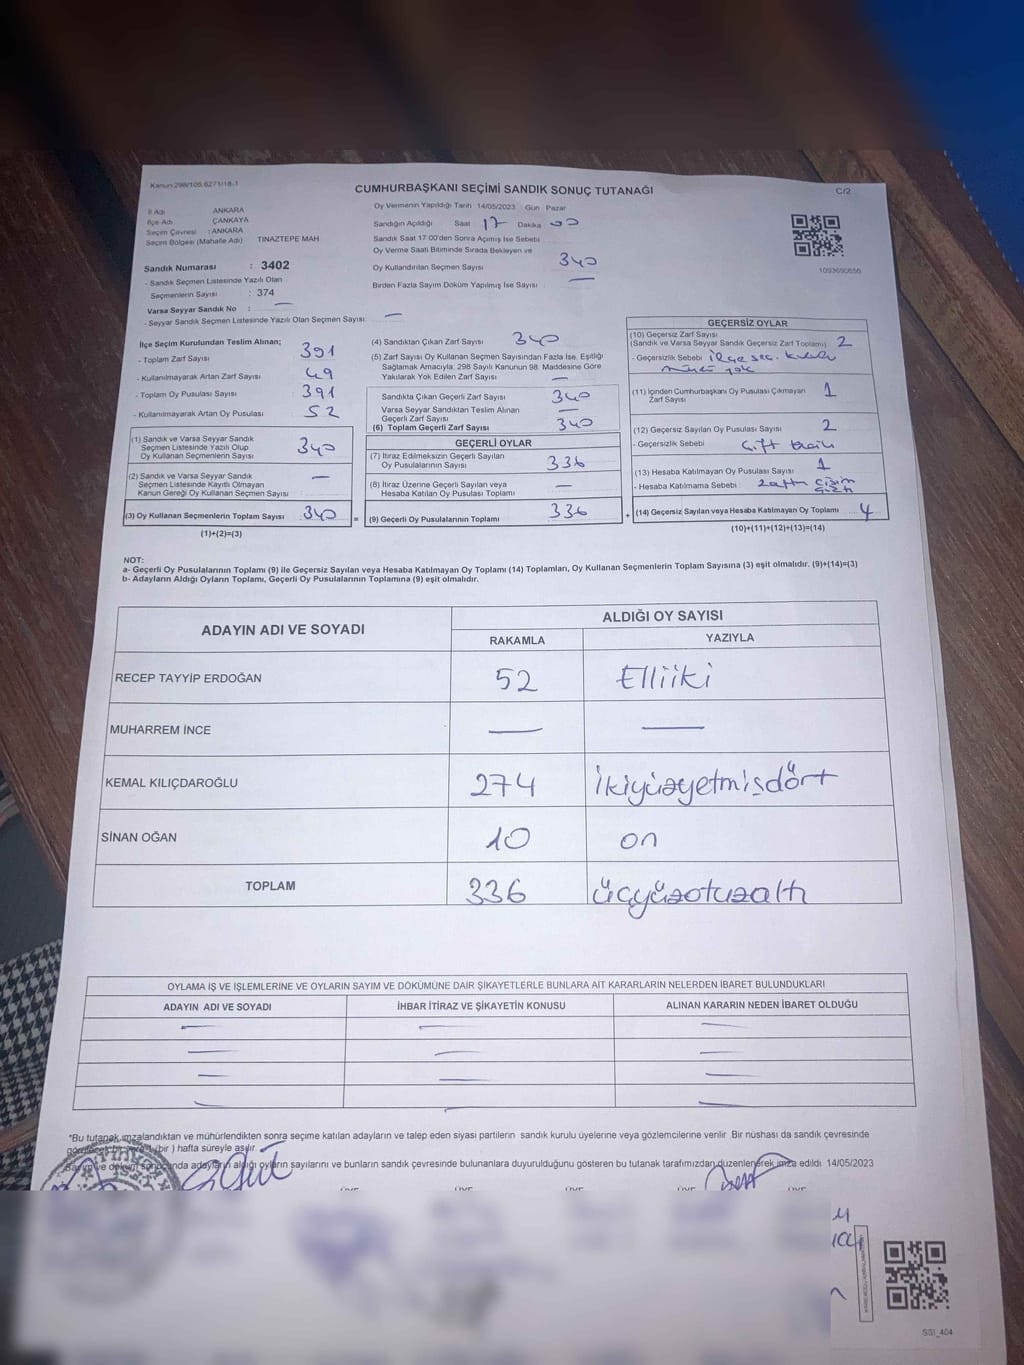 Kanun:298/105,6271/18-1
CUMHURBAŞKANI SEÇİMİ SANDIK SONUÇ TUTANAĞI
C/2
İl Adı ANKARA
İlçe Adı ÇANKAYA
Seçim Çevresi : ANKARA
Seçim Bölgesi (Mahalle Adı) TINAZTEPE MAH
Sandık Numarası : 3402
- Sandık Seçmen Listesinde Yazılı Olan
Seçmenlerin Sayısı : 374
Varsa Seyyar Sandık No : —
- Seyyar Sandık Seçmen Listesinde Yazılı Olan Seçmen Sayısı: —
Oy Vermenin Yapıldığı Tarih 14/05/2023 Gün Pazar
Sandığın Açıldığı Saat 17 Dakika 00
Sandık Saat 17:00'den Sonra Açılmış İse Sebebi
Oy Verme Saati Bitiminde Sırada Bekleyen ve
Oy Kullandırılan Seçmen Sayısı 340
Birden Fazla Sayım Döküm Yapılmış İse Sayısı —
1093690656
İlçe Seçim Kurulundan Teslim Alınan;
- Toplam Zarf Sayısı 391
- Kullanılmayarak Artan Zarf Sayısı 49
- Toplam Oy Pusulası Sayısı 391
- Kullanılmayarak Artan Oy Pusulası 52
(1) Sandık ve Varsa Seyyar Sandık
Seçmen Listesinde Yazılı Olup
Oy Kullanan Seçmenlerin Sayısı 340
(2) Sandık ve Varsa Seyyar Sandık
Seçmen Listesinde Kayıtlı Olmayan
Kanun Gereği Oy Kullanan Seçmen Sayısı —
(3) Oy Kullanan Seçmenlerin Toplam Sayısı 340 =
(1)+(2)=(3)
(4) Sandıktan Çıkan Zarf Sayısı 340
(5) Zarf Sayısı Oy Kullanan Seçmen Sayısından Fazla İse, Eşitliği
Sağlamak Amacıyla, 298 Sayılı Kanunun 98. Maddesine Göre
Yakılarak Yok Edilen Zarf Sayısı —
Sandıkta Çıkan Geçerli Zarf Sayısı 340
Varsa Seyyar Sandıktan Teslim Alınan
Geçerli Zarf Sayısı —
(6) Toplam Geçerli Zarf Sayısı 340
GEÇERLİ OYLAR
(7) İtiraz Edilmeksizin Geçerli Sayılan
Oy Pusulalarının Sayısı 336
(8) İtiraz Üzerine Geçerli Sayılan veya
Hesaba Katılan Oy Pusulası Toplamı —
(9) Geçerli Oy Pusulalarının Toplamı 336 +
GEÇERSİZ OYLAR
(10) Geçersiz Zarf Sayısı
(Sandık ve Varsa Seyyar Sandık Geçersiz Zarf Toplamı) 2
- Geçersizlik Sebebi ilçe seç. kurulu
mührü yok
(11) İçinden Cumhurbaşkanı Oy Pusulası Çıkmayan
Zarf Sayısı 1
(12) Geçersiz Sayılan Oy Pusulası Sayısı 2
- Geçersizlik Sebebi Çift
(13) Hesaba Katılmayan Oy Pusulası Sayısı 1
- Hesaba Katılmama Sebebi :
(14) Geçersiz Sayılan veya Hesaba Katılmayan Oy Toplamı 4
(10)+(11)+(12)+(13)=(14)
NOT:
a- Geçerli Oy Pusulalarının Toplamı (9) ile Geçersiz Sayılan veya Hesaba Katılmayan Oy Toplamı (14) Toplamları, Oy Kullanan Seçmenlerin Toplam Sayısına (3) eşit olmalıdır. (9)+(14)=(3)
b- Adayların Aldığı Oyların Toplamı, Geçerli Oy Pusulalarının Toplamına (9) eşit olmalıdır.
ADAYIN ADI VE SOYADI
ALDIĞI OY SAYISI
RAKAMLA YAZIYLA
RECEP TAYYİP ERDOĞAN 52 Elliiki
MUHARREM İNCE — —
KEMAL KILIÇDAROĞLU 274 İkiyüzyetmişdört
SİNAN OĞAN 10 on
TOPLAM 336 üçyüzotuzaltı
OYLAMA İŞ VE İŞLEMLERİNE VE OYLARIN SAYIM VE DÖKÜMÜNE DAİR ŞİKAYETLERLE BUNLARA AİT KARARLARIN NELERDEN İBARET BULUNDUKLARI
ADAYIN ADI VE SOYADI İHBAR İTİRAZ VE ŞİKAYETİN KONUSU ALINAN KARARIN NEDEN İBARET OLDUĞU
— — —
— — —
— — —
— — —
*Bu tutanak imzalandıktan ve mühürlendikten sonra seçime katılan adayların ve talep eden siyasi partilerin sandık kurulu üyelerine veya gözlemcilerine verilir. Bir nüshası da sandık çevresinde
(bir) hafta süreyle asılır.
Sayım ve döküm sonucunda adayların aldığı oyların sayılarını ve bunların sandık çevresinde bulunanlara duyurulduğunu gösteren bu tutanak tarafımızdan düzenlenerek imza edildi. 14/05/2023